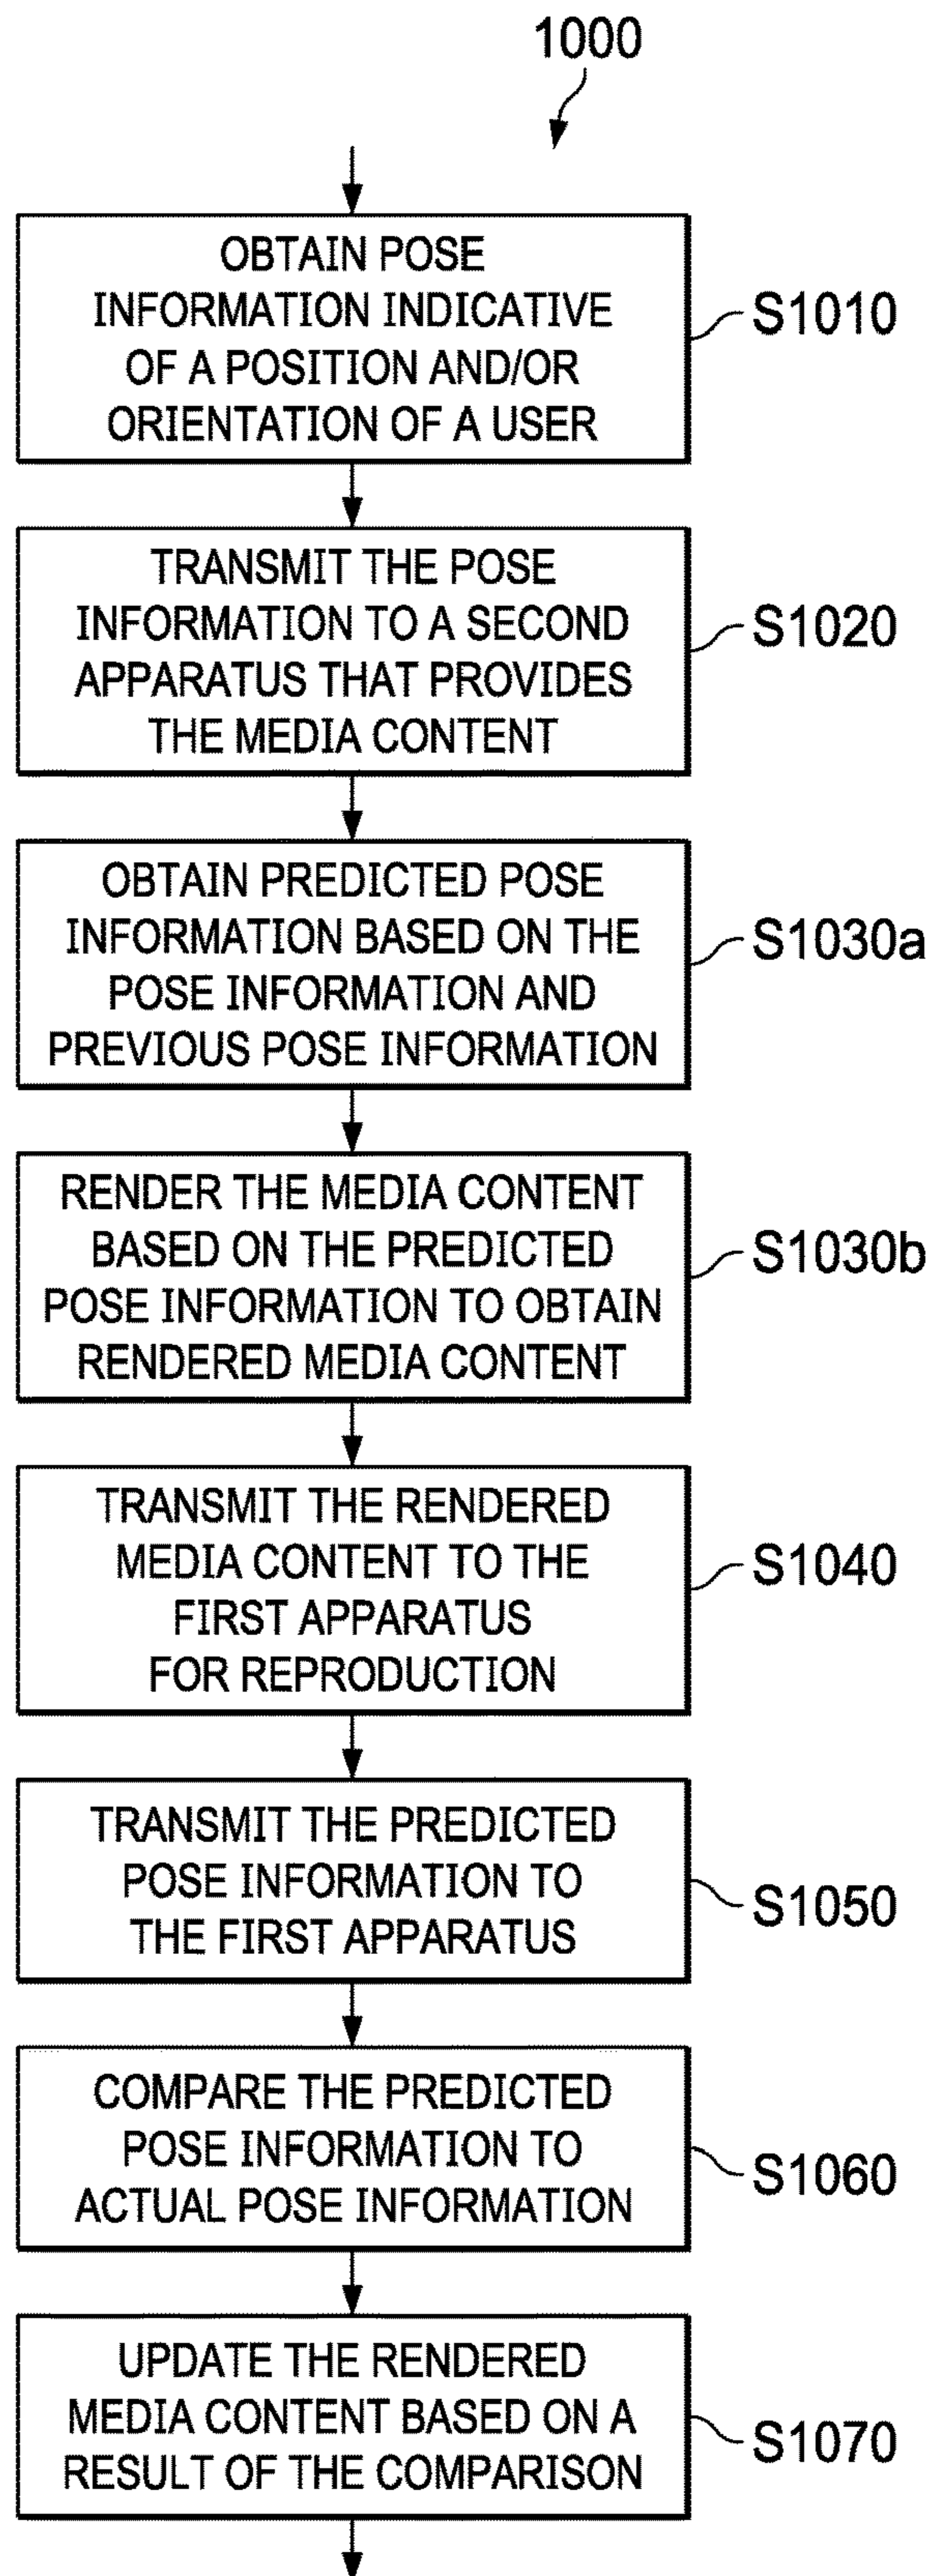 1000
OBTAIN POSE
INFORMATION INDICATIVE
OF A POSITION AND/OR
ORIENTATION OF A USER
S1010
TRANSMIT THE POSE
INFORMATION TO A SECOND
APPARATUS THAT PROVIDES
THE MEDIA CONTENT
S1020
OBTAIN PREDICTED POSE
INFORMATION BASED ON THE
POSE INFORMATION AND
PREVIOUS POSE INFORMATION
S1030a
RENDER THE MEDIA CONTENT
BASED ON THE PREDICTED
POSE INFORMATION TO OBTAIN
RENDERED MEDIA CONTENT
S1030b
TRANSMIT THE RENDERED
MEDIA CONTENT TO THE
FIRST APPARATUS
FOR REPRODUCTION
S1040
TRANSMIT THE PREDICTED
POSE INFORMATION TO
THE FIRST APPARATUS
S1050
COMPARE THE PREDICTED
POSE INFORMATION TO
ACTUAL POSE INFORMATION
S1060
UPDATE THE RENDERED
MEDIA CONTENT BASED ON A
RESULT OF THE COMPARISON
S1070